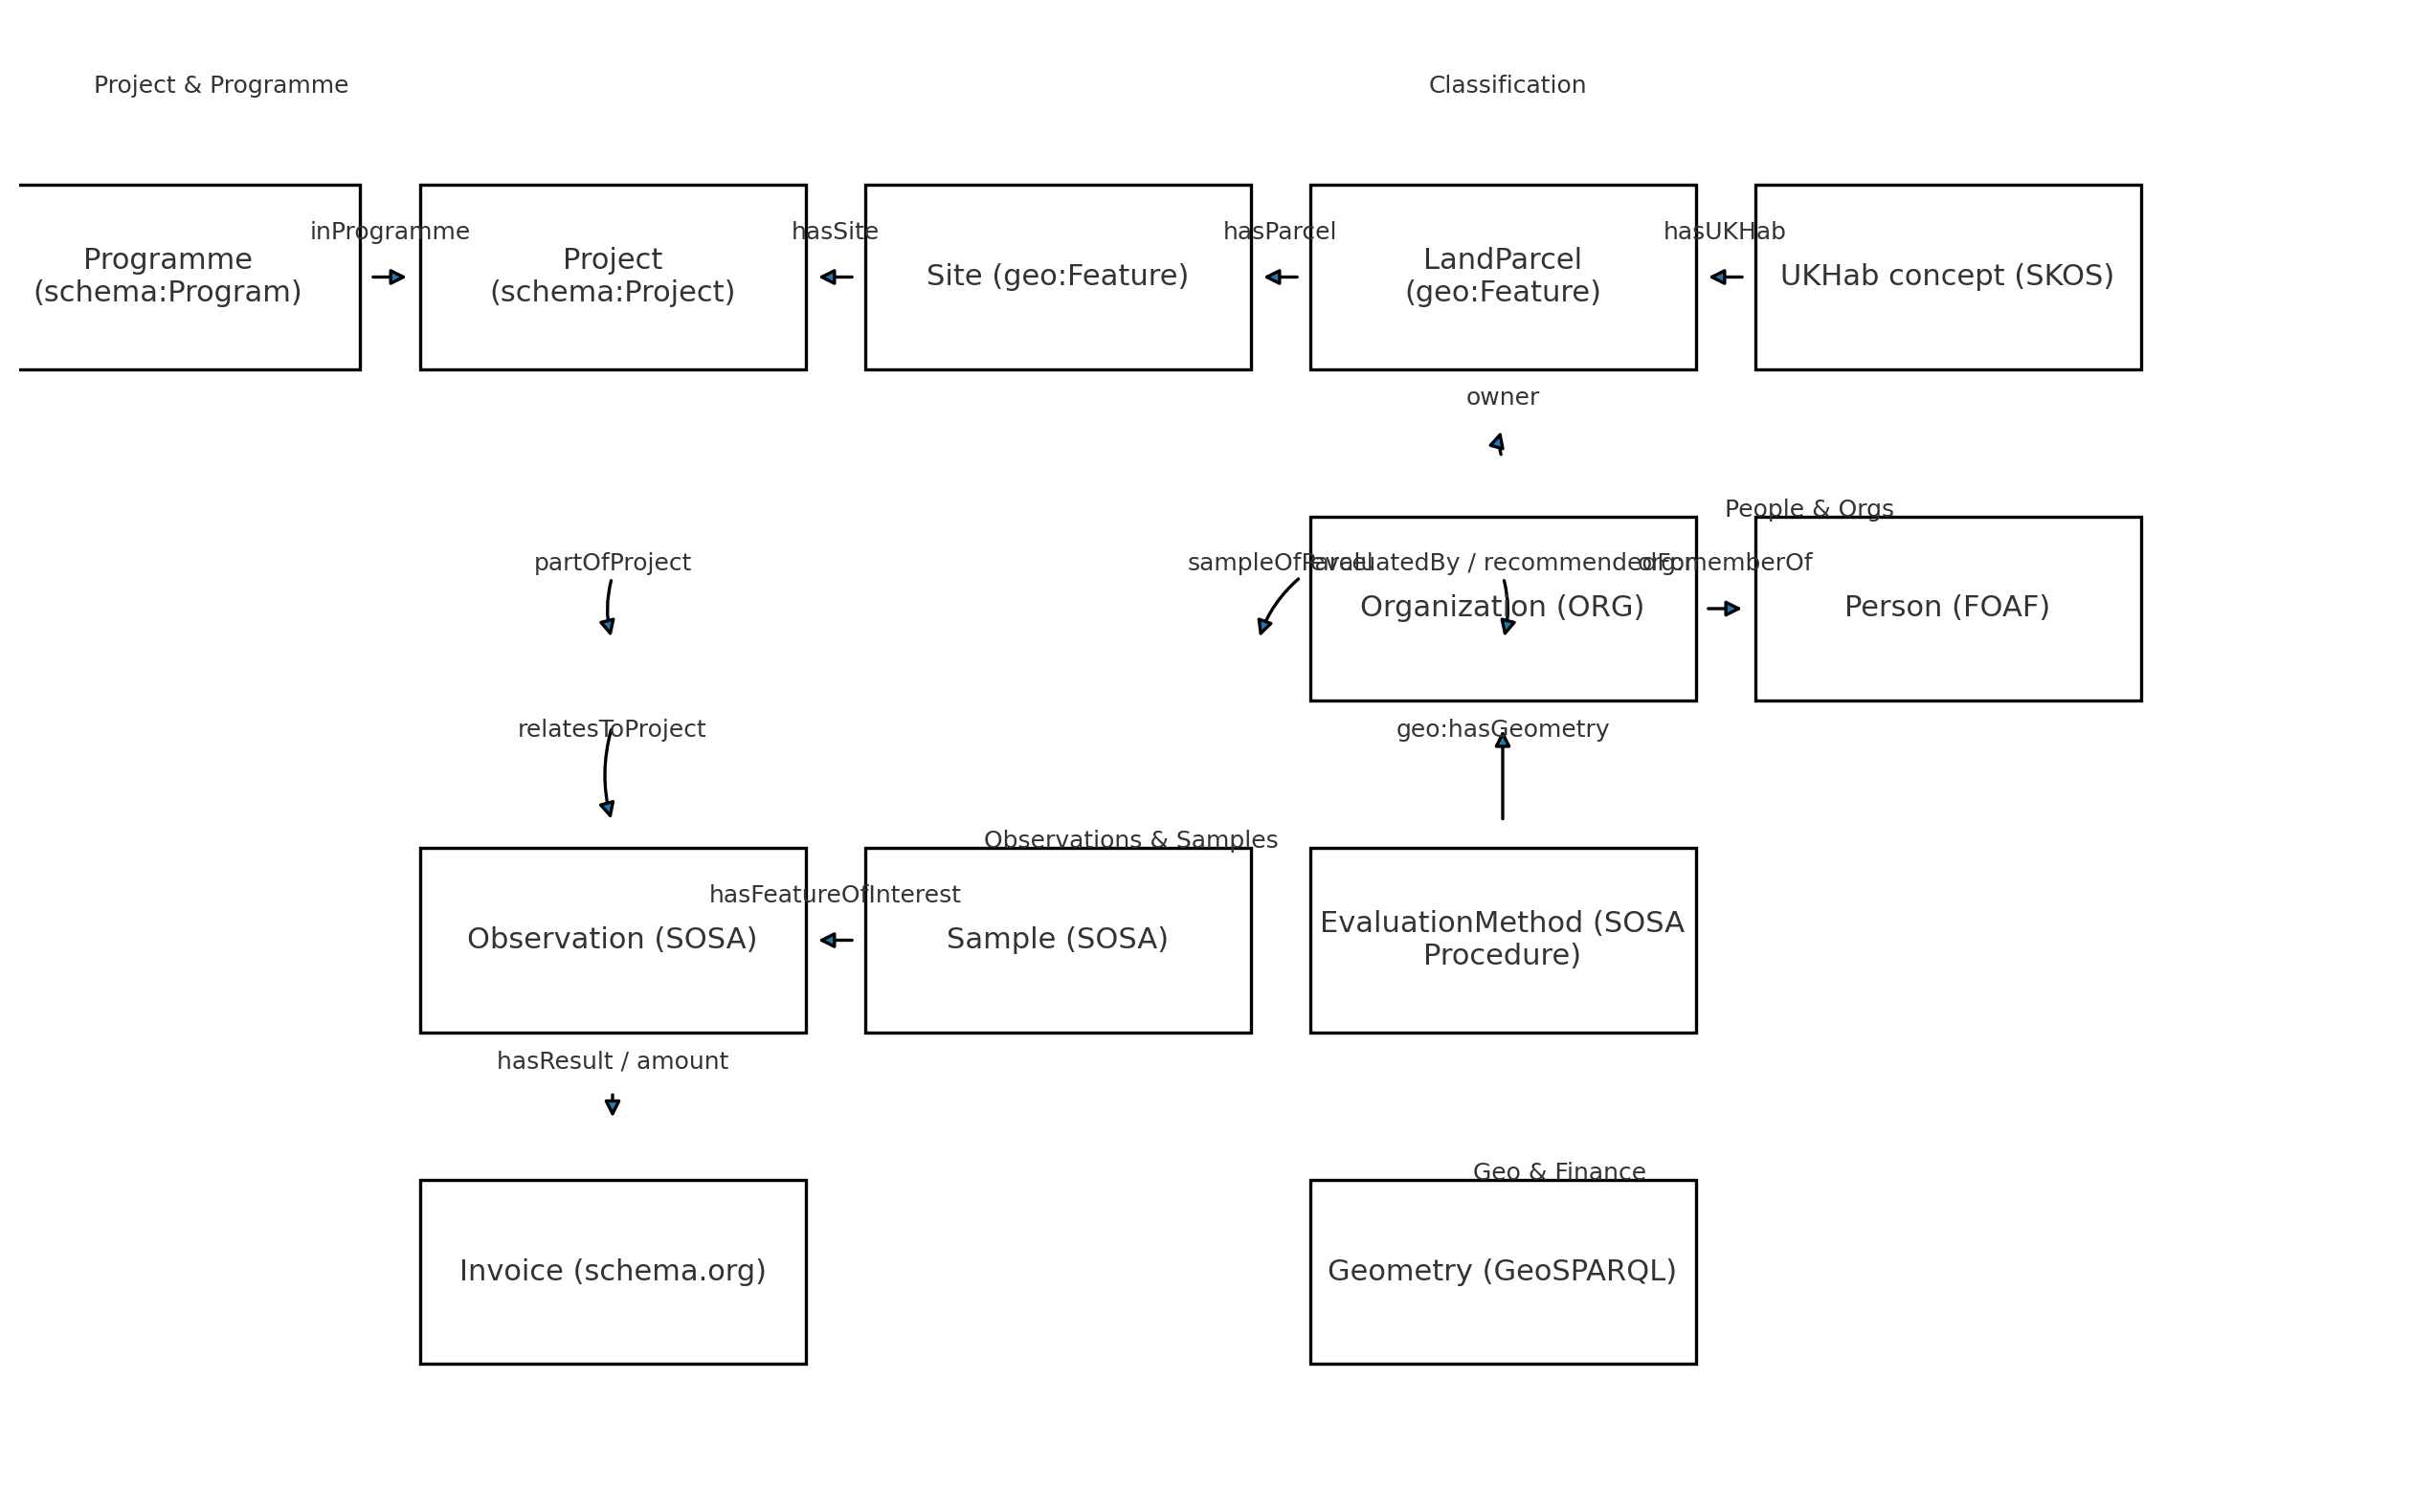 Project & Programme
Classification
inProgramme
hasSite
hasParcel
hasUKHab
Programme
(schema:Program)
Project
(schema:Project)
Site (geo:Feature)
LandParcel
(geo:Feature)
UKHab concept (SKOS)
owner
People & Orgs
partOfProject
sampleOfParcel
evaluatedBy / recommendedFor
org:memberOf
Organization (ORG)
Person (FOAF)
relatesToProject
geo:hasGeometry
Observations & Samples
hasFeatureOfInterest
Observation (SOSA)
Sample (SOSA)
EvaluationMethod (SOSA
Procedure)
hasResult / amount
Geo & Finance
Invoice (schema.org)
Geometry (GeoSPARQL)